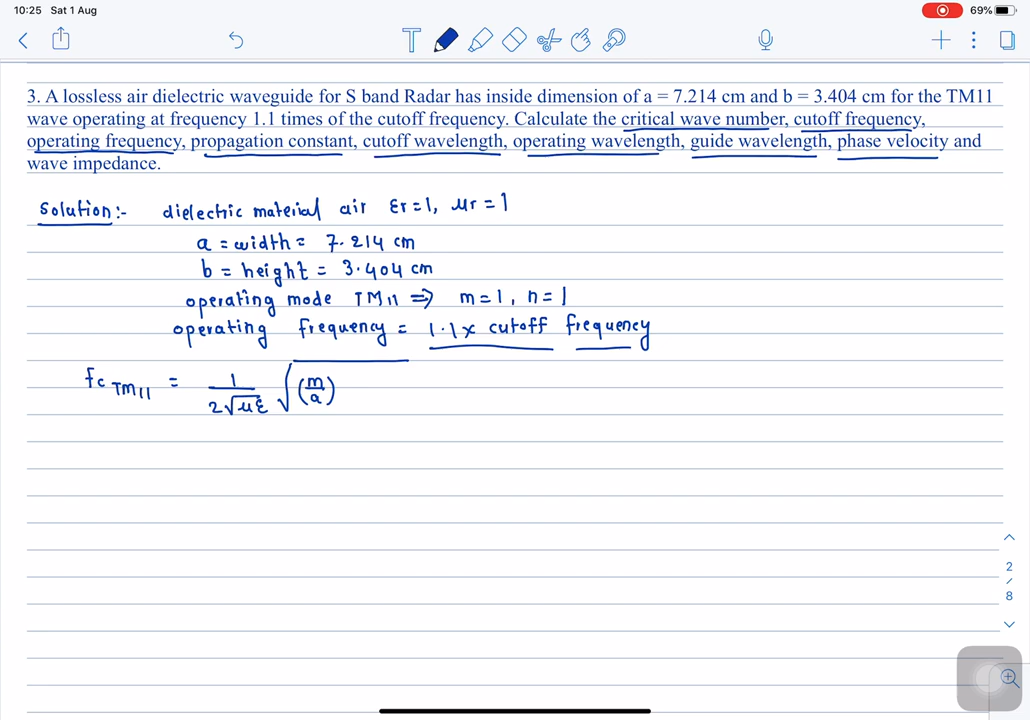 10:25 Sat 1 Aug 69%
T
3. A lossless air dielectric waveguide for S band Radar has inside dimension of a = 7.214 cm and b = 3.404 cm for the TM11
wave operating at frequency 1.1 times of the cutoff frequency. Calculate the critical wave number, cutoff frequency,
operating frequency, propagation constant, cutoff wavelength, operating wavelength, guide wavelength, phase velocity and
wave impedance.
Solution:- dielectric material air εr=1, μr=1
a = width = 7.214 cm
b = height = 3.404 cm
operating mode TM11 ⇒ m=1, n=1
operating frequency = 1.1x cutoff frequency
fc TM11 = 1/(2√με) √(m/a)
2
/
8